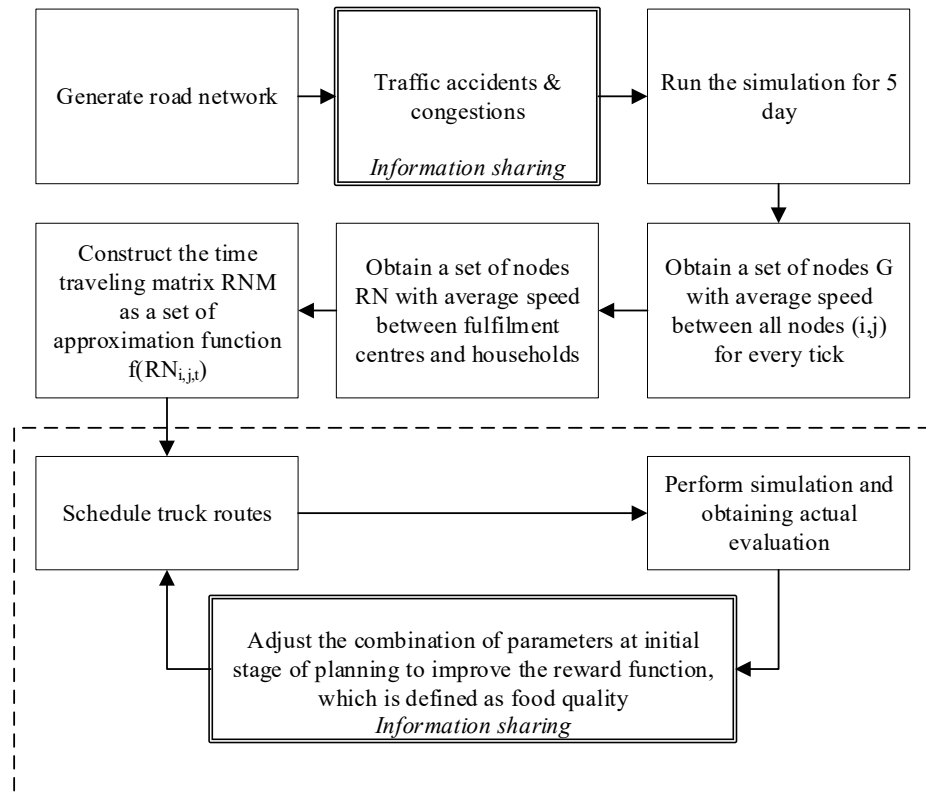 Generate road network
Traffic accidents &
congestions
Information sharing
Run the simulation for 5
day
Construct the time
traveling matrix RNM
as a set of
approximation function
f(RNi,j,t)
Obtain a set of nodes
RN with average speed
between fulfilment
centres and households
Obtain a set of nodes G
with average speed
between all nodes (i,j)
for every tick
Schedule truck routes
Perform simulation and
obtaining actual
evaluation
Adjust the combination of parameters at initial
stage of planning to improve the reward function,
which is defined as food quality
Information sharing